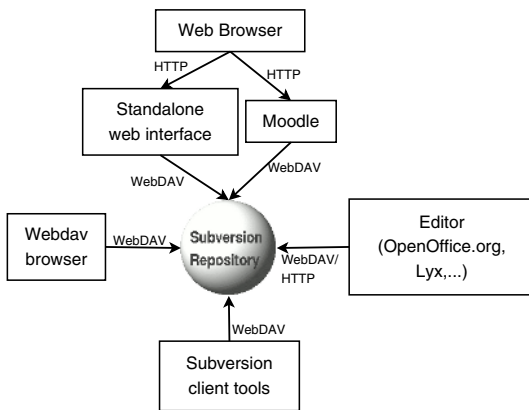 Web Browser
HTTP
HTTP
Standalone
web interface
Moodle
WebDAV
WebDAV
Webdav
browser
WebDAV
Subversion
Repository
WebDAV/
HTTP
Editor
(OpenOffice.org,
Lyx,...)
WebDAV
Subversion
client tools